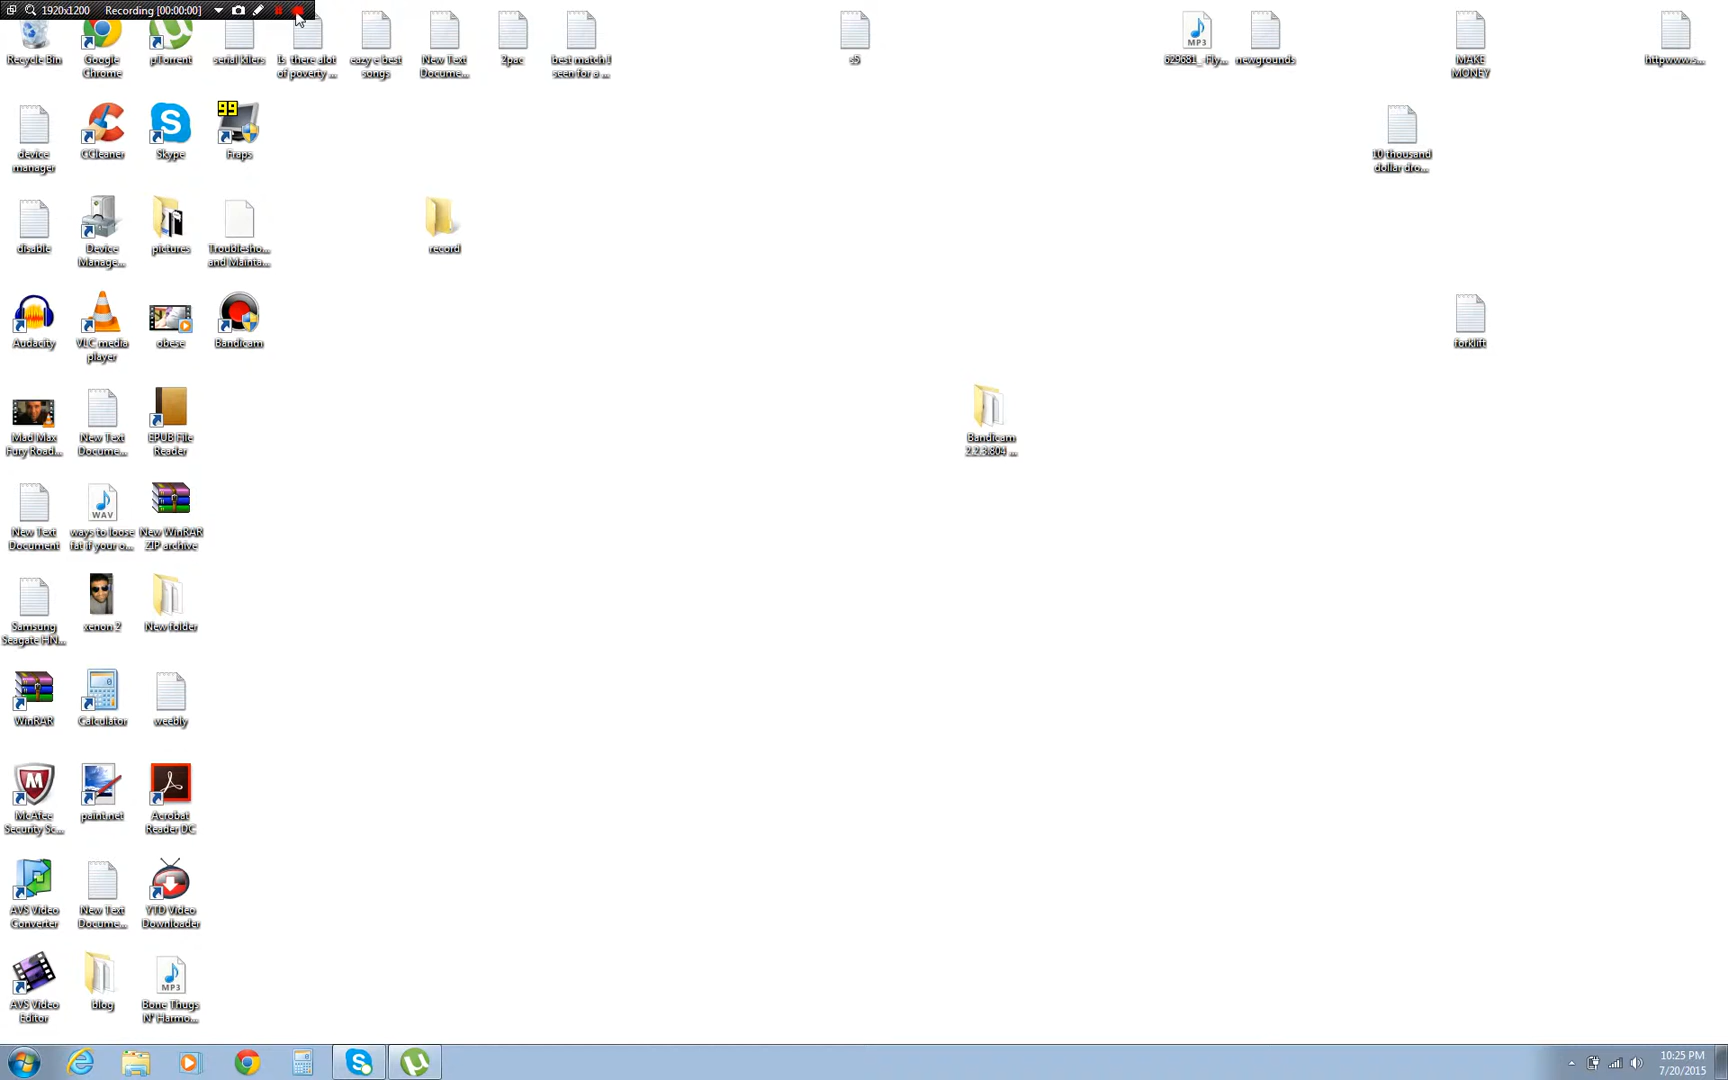 1920x1200 Recording [00:00:00]
Recycle Bin
Google
Chrome
µTorrent
serial kilers
Is there alot
of poverty ...
eazy e best
songs
New Text
Docume...
2pac
best match !
seen for a ...
s5
MP3
629681_-Fly...
newgrounds
MAKE
MONEY
httpwww.s...
device
manager
CCleaner
Skype
99
Fraps
10 thousand
dollar dro...
disable
Device
Manage...
pictures
Troublesho...
and Mainta...
record
Audacity
VLC media
player
obese
Bandicam
forklift
Mad Max
Fury Road...
New Text
Docume...
EPUB File
Reader
Bandicam
2.2.3.804 ...
New Text
Document
WAV
ways to loose
fat if your o...
New WinRAR
ZIP archive
Samsung
Seagate HN...
xenon 2
New folder
WinRAR
Calculator
weebly
McAfee
Security Sc...
paint.net
Acrobat
Reader DC
AVS Video
Converter
New Text
Docume...
YTD Video
Downloader
AVS Video
Editor
blog
MP3
Bone Thugs
N' Harmo...
10:25 PM
7/20/2015